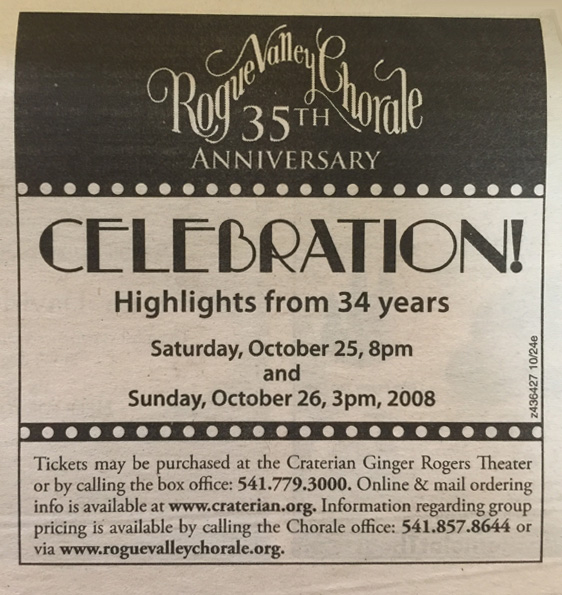 Rogue Valley Chorale
35TH
ANNIVERSARY
CELEBRATION!
Highlights from 34 years
Saturday, October 25, 8pm
and
Sunday, October 26, 3pm, 2008
z436427 10/24e
Tickets may be purchased at the Craterian Ginger Rogers Theater
or by calling the box office: 541.779.3000. Online & mail ordering
info is available at www.craterian.org. Information regarding group
pricing is available by calling the Chorale office: 541.857.8644 or
via www.roguevalleychorale.org.